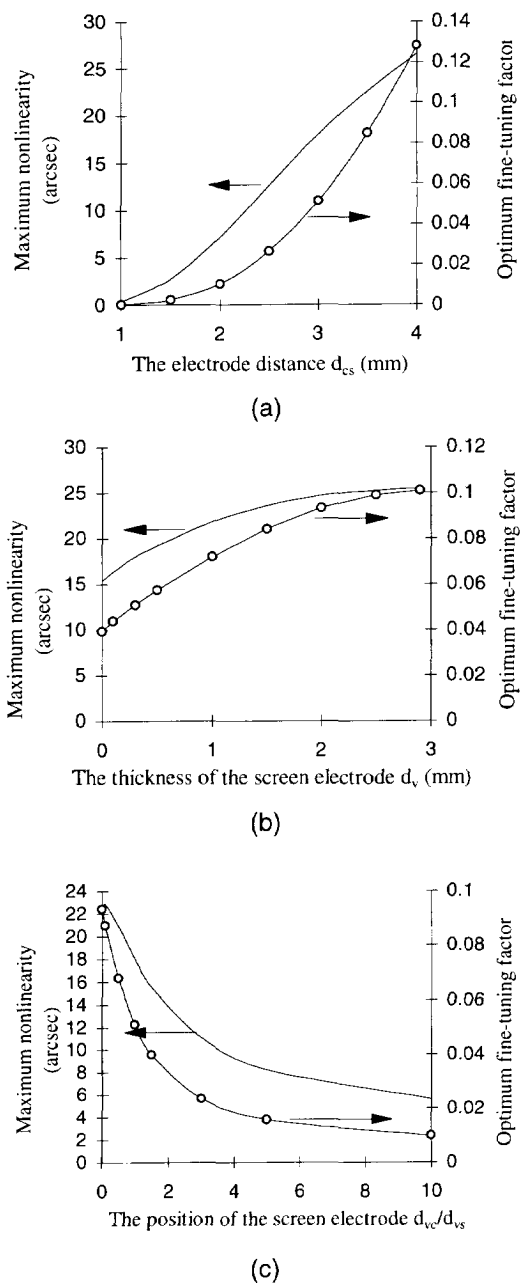 30
25
20
15
10
5
0
Maximum nonlinearity
(arcsec)
0.14
0.12
0.1
0.08
0.06
0.04
0.02
0
Optimum fine-tuning factor
1 2 3 4
The electrode distance d_cs (mm)
(a)
30
25
20
15
10
5
0
Maximum nonlinearity
(arcsec)
0.12
0.1
0.08
0.06
0.04
0.02
0
Optimum fine-tuning factor
0 1 2 3
The thickness of the screen electrode d_v (mm)
(b)
24
22
20
18
16
14
12
10
8
6
4
2
0
Maximum nonlinearity
(arcsec)
0.1
0.08
0.06
0.04
0.02
0
Optimum fine-tuning factor
0 2 4 6 8 10
The position of the screen electrode d_vc/d_vs
(c)